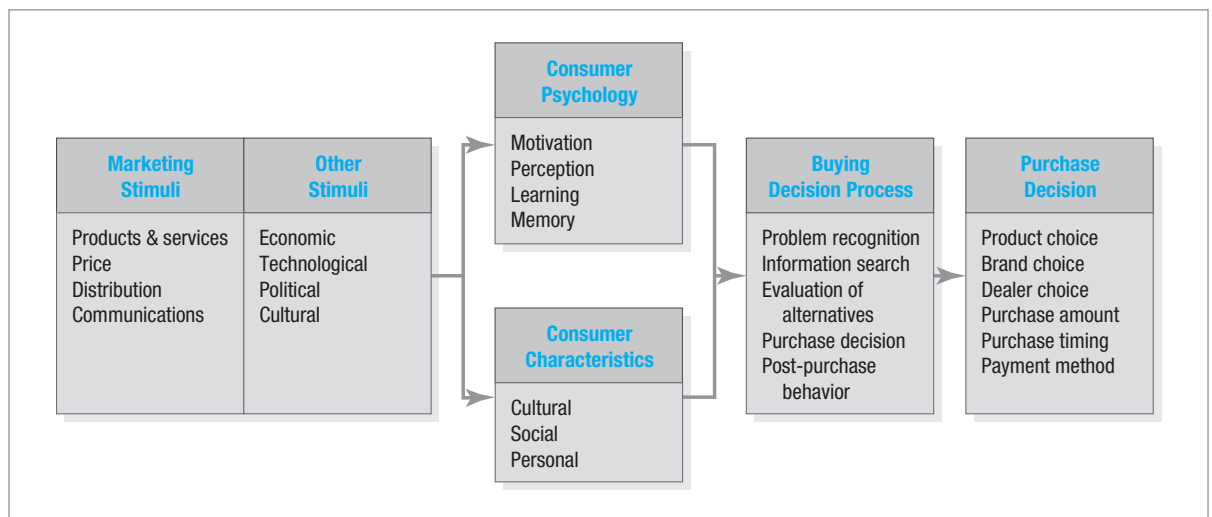 Marketing
Stimuli
Products & services
Price
Distribution
Communications
Other
Stimuli
Economic
Technological
Political
Cultural
Consumer
Psychology
Motivation
Perception
Learning
Memory
Consumer
Characteristics
Cultural
Social
Personal
Buying
Decision Process
Problem recognition
Information search
Evaluation of
alternatives
Purchase decision
Post-purchase
behavior
Purchase
Decision
Product choice
Brand choice
Dealer choice
Purchase amount
Purchase timing
Payment method